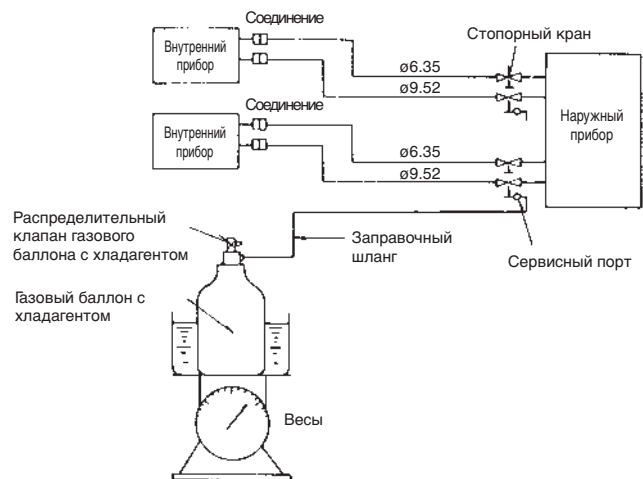 Соединение
Стопорный кран
Внутренний
прибор
ø6.35
ø9.52
Наружный
прибор
Соединение
Внутренний
прибор
ø6.35
ø9.52
Распределительный
клапан газового
баллона с хладагентом
Заправочный
шланг
Сервисный порт
Газовый баллон с
хладагентом
Весы